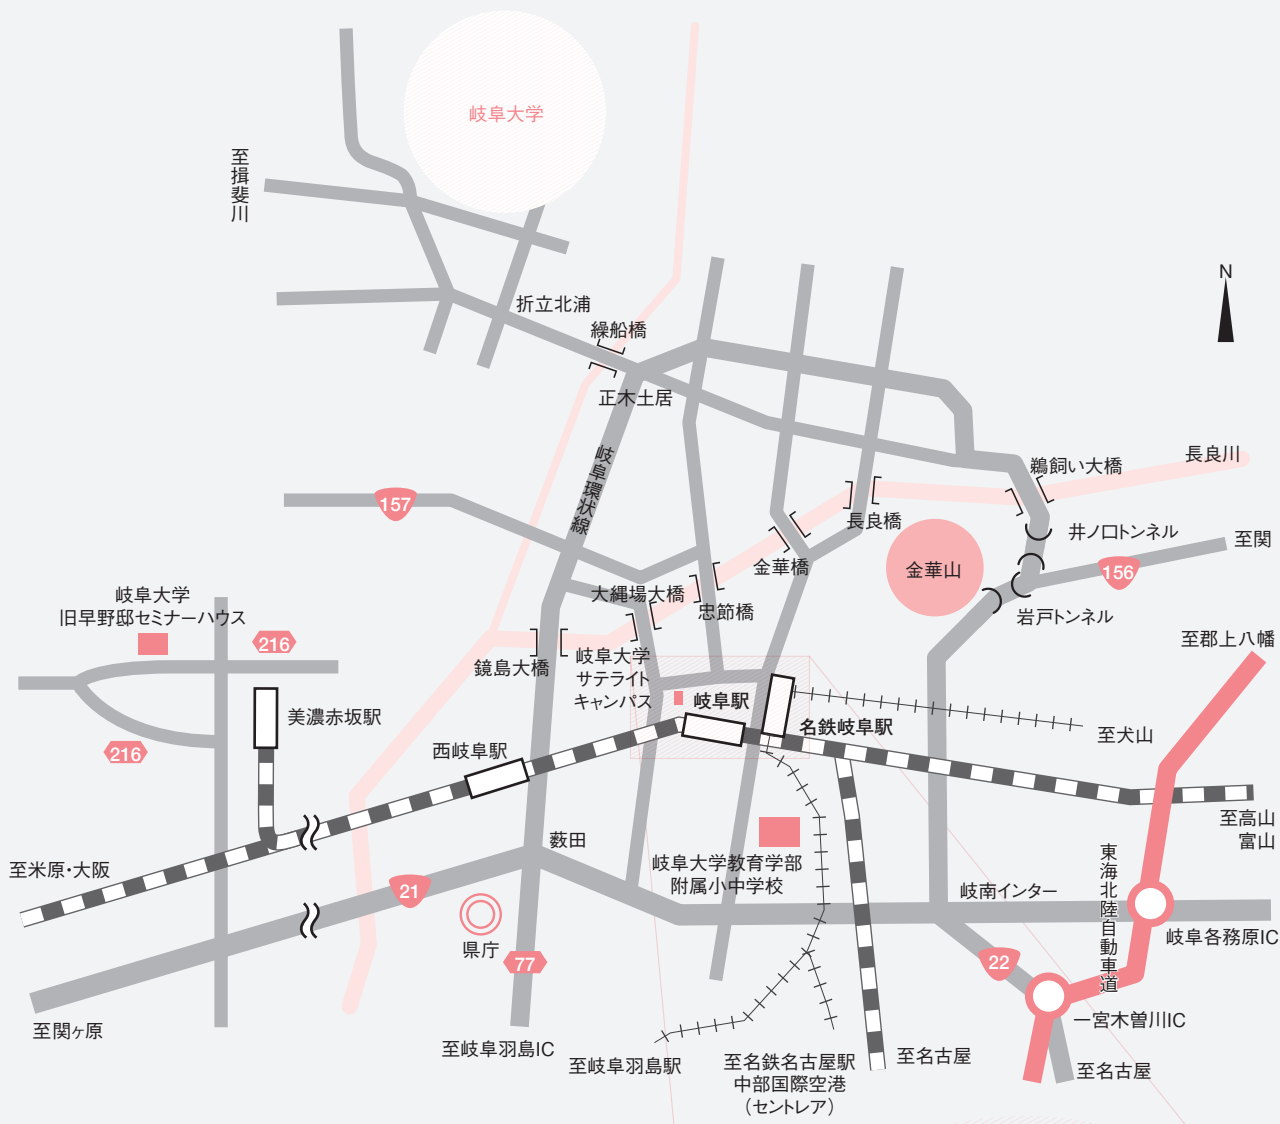 岐阜大学
至揖斐川
N
折立北浦
繰船橋
正木土居
岐阜環状線
鵜飼い大橋
長良川
157
長良橋
井ノ口トンネル
至関
金華橋
金華山
156
岐阜大学
旧早野邸セミナーハウス
大縄場大橋
忠節橋
岩戸トンネル
216
鏡島大橋
岐阜大学
サテライト
キャンパス
至郡上八幡
岐阜駅
美濃赤坂駅
名鉄岐阜駅
至犬山
216
西岐阜駅
至高山
富山
藪田
岐阜大学教育学部
附属小中学校
東海北陸自動車道
至米原・大阪
21
岐南インター
県庁
岐阜各務原IC
77
22
一宮木曽川IC
至関ヶ原
至岐阜羽島IC
至岐阜羽島駅
至名鉄名古屋駅
中部国際空港
（セントレア）
至名古屋
至名古屋